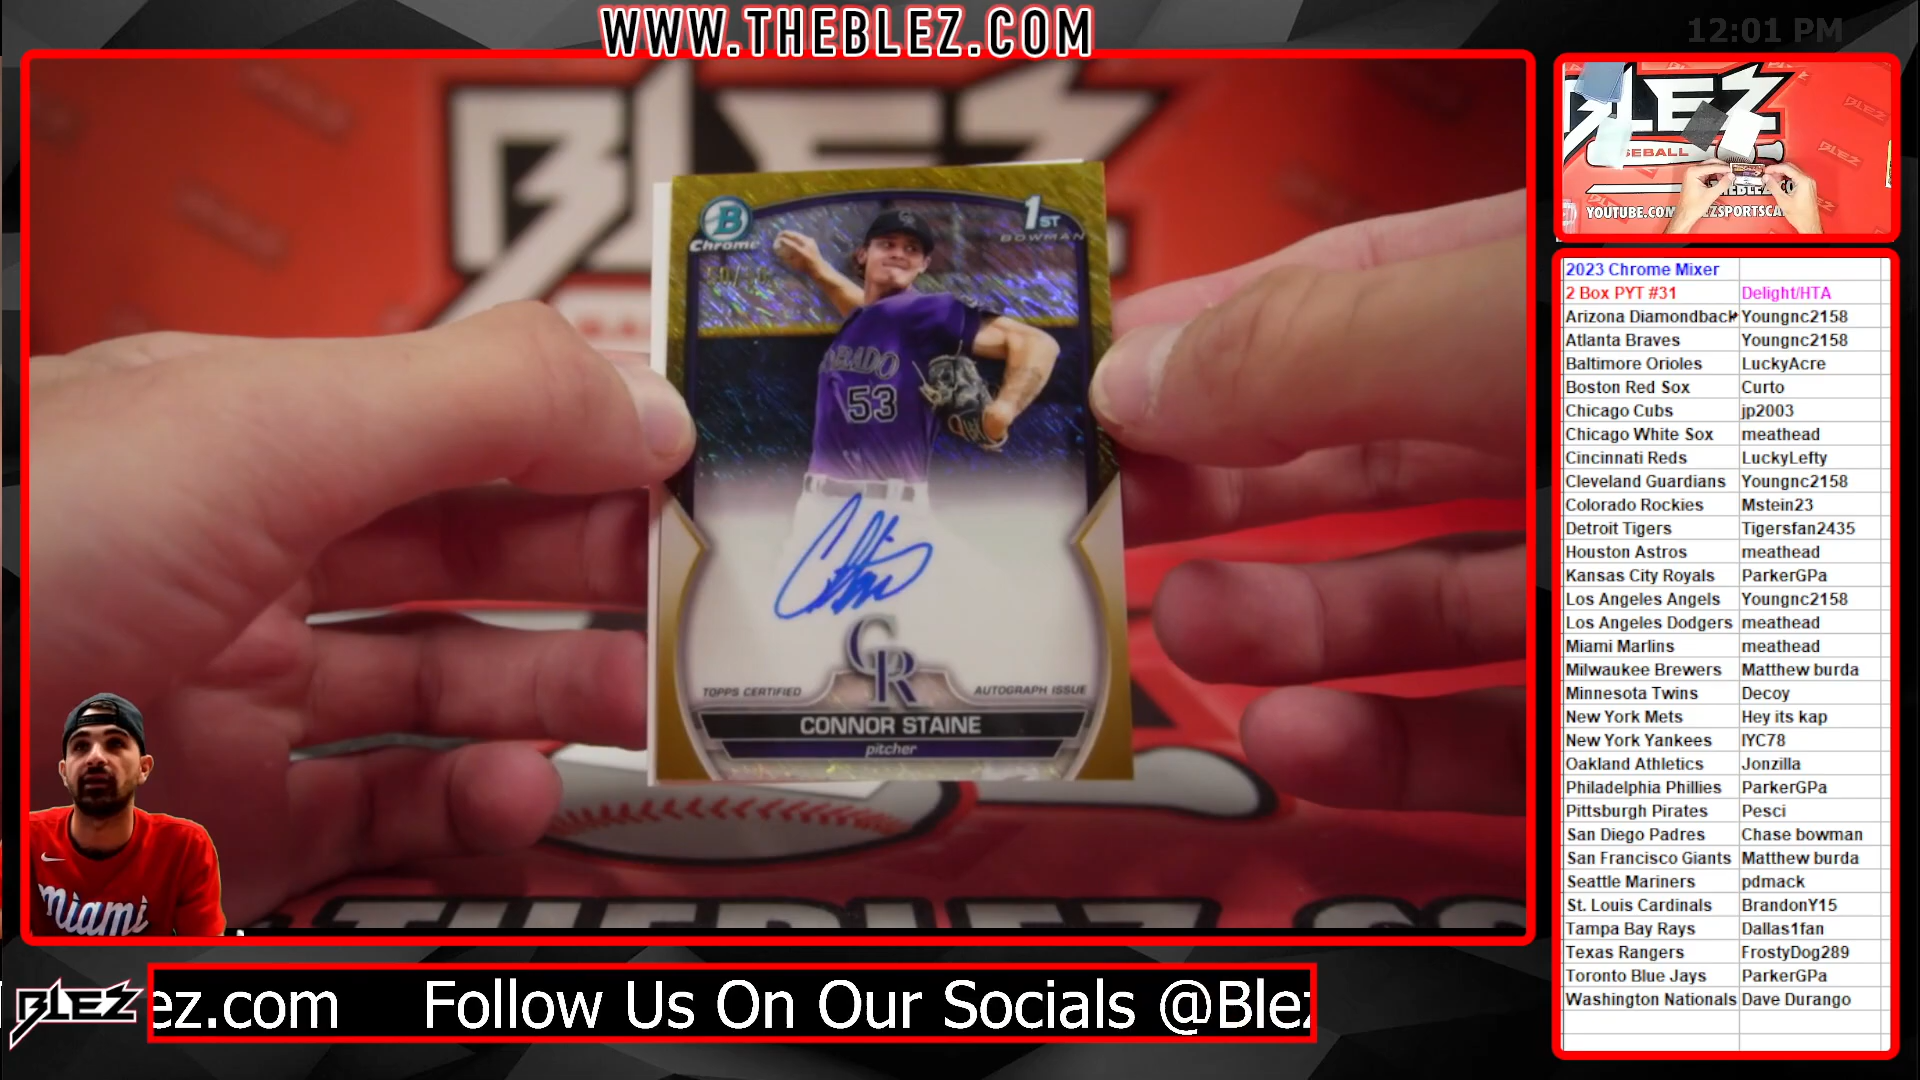 WWW.THEBLEZ.COM
12:01 PM
BLEZ
B
Chrome
1ST
BOWMAN
53
CR
TOPPS CERTIFIED
AUTOGRAPH ISSUE
CONNOR STAINE
pitcher
Miami
BLEZ
BASEBALL
BLEZ
BLEZ
2023 Chrome Mixer
2 Box PYT #31 Delight/HTA
Arizona Diamondback Youngnc2158
Atlanta Braves Youngnc2158
Baltimore Orioles LuckyAcre
Boston Red Sox Curto
Chicago Cubs jp2003
Chicago White Sox meathead
Cincinnati Reds LuckyLefty
Cleveland Guardians Youngnc2158
Colorado Rockies Mstein23
Detroit Tigers Tigersfan2435
Houston Astros meathead
Kansas City Royals ParkerGPa
Los Angeles Angels Youngnc2158
Los Angeles Dodgers meathead
Miami Marlins meathead
Milwaukee Brewers Matthew burda
Minnesota Twins Decoy
New York Mets Hey its kap
New York Yankees IYC78
Oakland Athletics Jonzilla
Philadelphia Phillies ParkerGPa
Pittsburgh Pirates Pesci
San Diego Padres Chase bowman
San Francisco Giants Matthew burda
Seattle Mariners pdmack
St. Louis Cardinals BrandonY15
Tampa Bay Rays Dallas1fan
Texas Rangers FrostyDog289
Toronto Blue Jays ParkerGPa
Washington Nationals Dave Durango
BLEZ
ez.com Follow Us On Our Socials @Blez